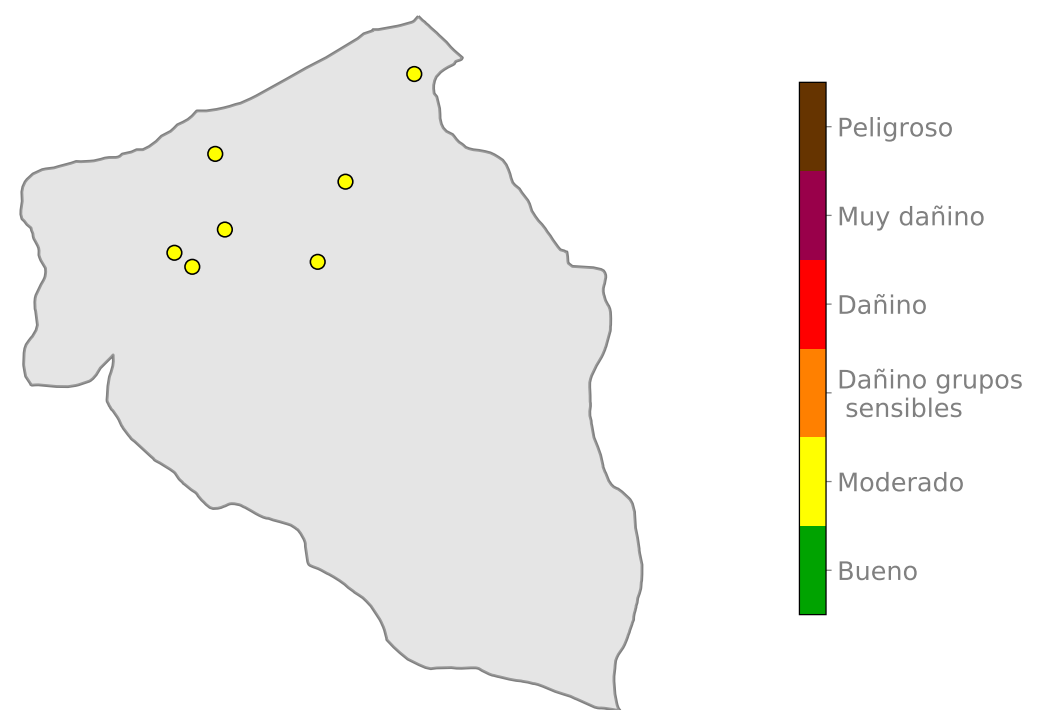 Peligroso
Muy dañino
Dañino
Dañino grupos
sensibles
Moderado
Bueno